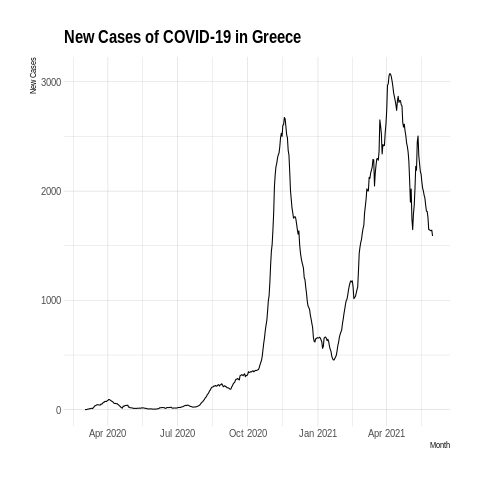 New Cases of COVID-19 in Greece
New Cases
3000
2000
1000
0
Apr 2020 Jul 2020 Oct 2020 Jan 2021 Apr 2021
Month